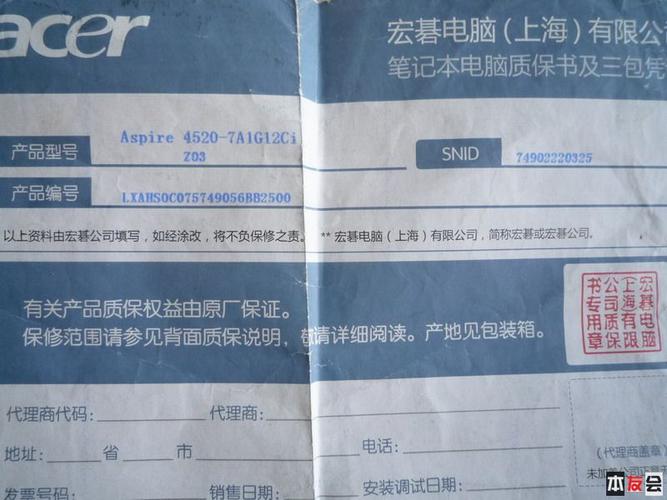 acer
宏碁电脑（上海）有限公
笔记本电脑质保书及三包凭
产品型号
Aspire 4520-7A1G12Ci
Z03
SNID
74902220325
产品编号
LXAHS0C075749056BB2500
以上资料由宏碁公司填写，如经涂改，将不负保修之责。 ** 宏碁电脑（上海）有限公司，简称宏碁或宏碁公司。
有关产品质保权益由原厂保证。
保修范围请参见背面质保说明，敬请详细阅读。产地见包装箱。
宏碁电脑
（上海）
有限公司
质保
书专用章
代理商代码：
代理商：
地址： 省 市
电话：
（代理商盖章）
发票号码：
销售日期：
安装调试日期：
本友会